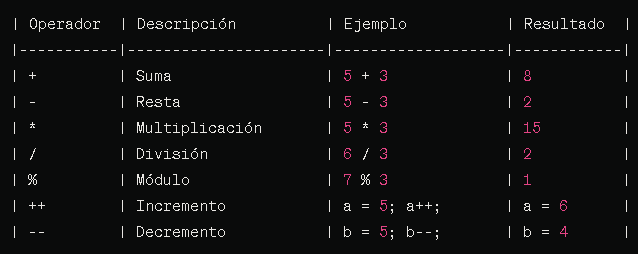 | Operador | Descripción | Ejemplo | Resultado |
|-----------|---------------------|------------------|-----------|
| + | Suma | 5 + 3 | 8
| - | Resta | 5 - 3 | 2
| * | Multiplicación | 5 * 3 | 15
| / | División | 6 / 3 | 2
| % | Módulo | 7 % 3 | 1
| ++ | Incremento | a = 5; a++; | a = 6 |
| -- | Decremento | b = 5; b--; | b = 4 |